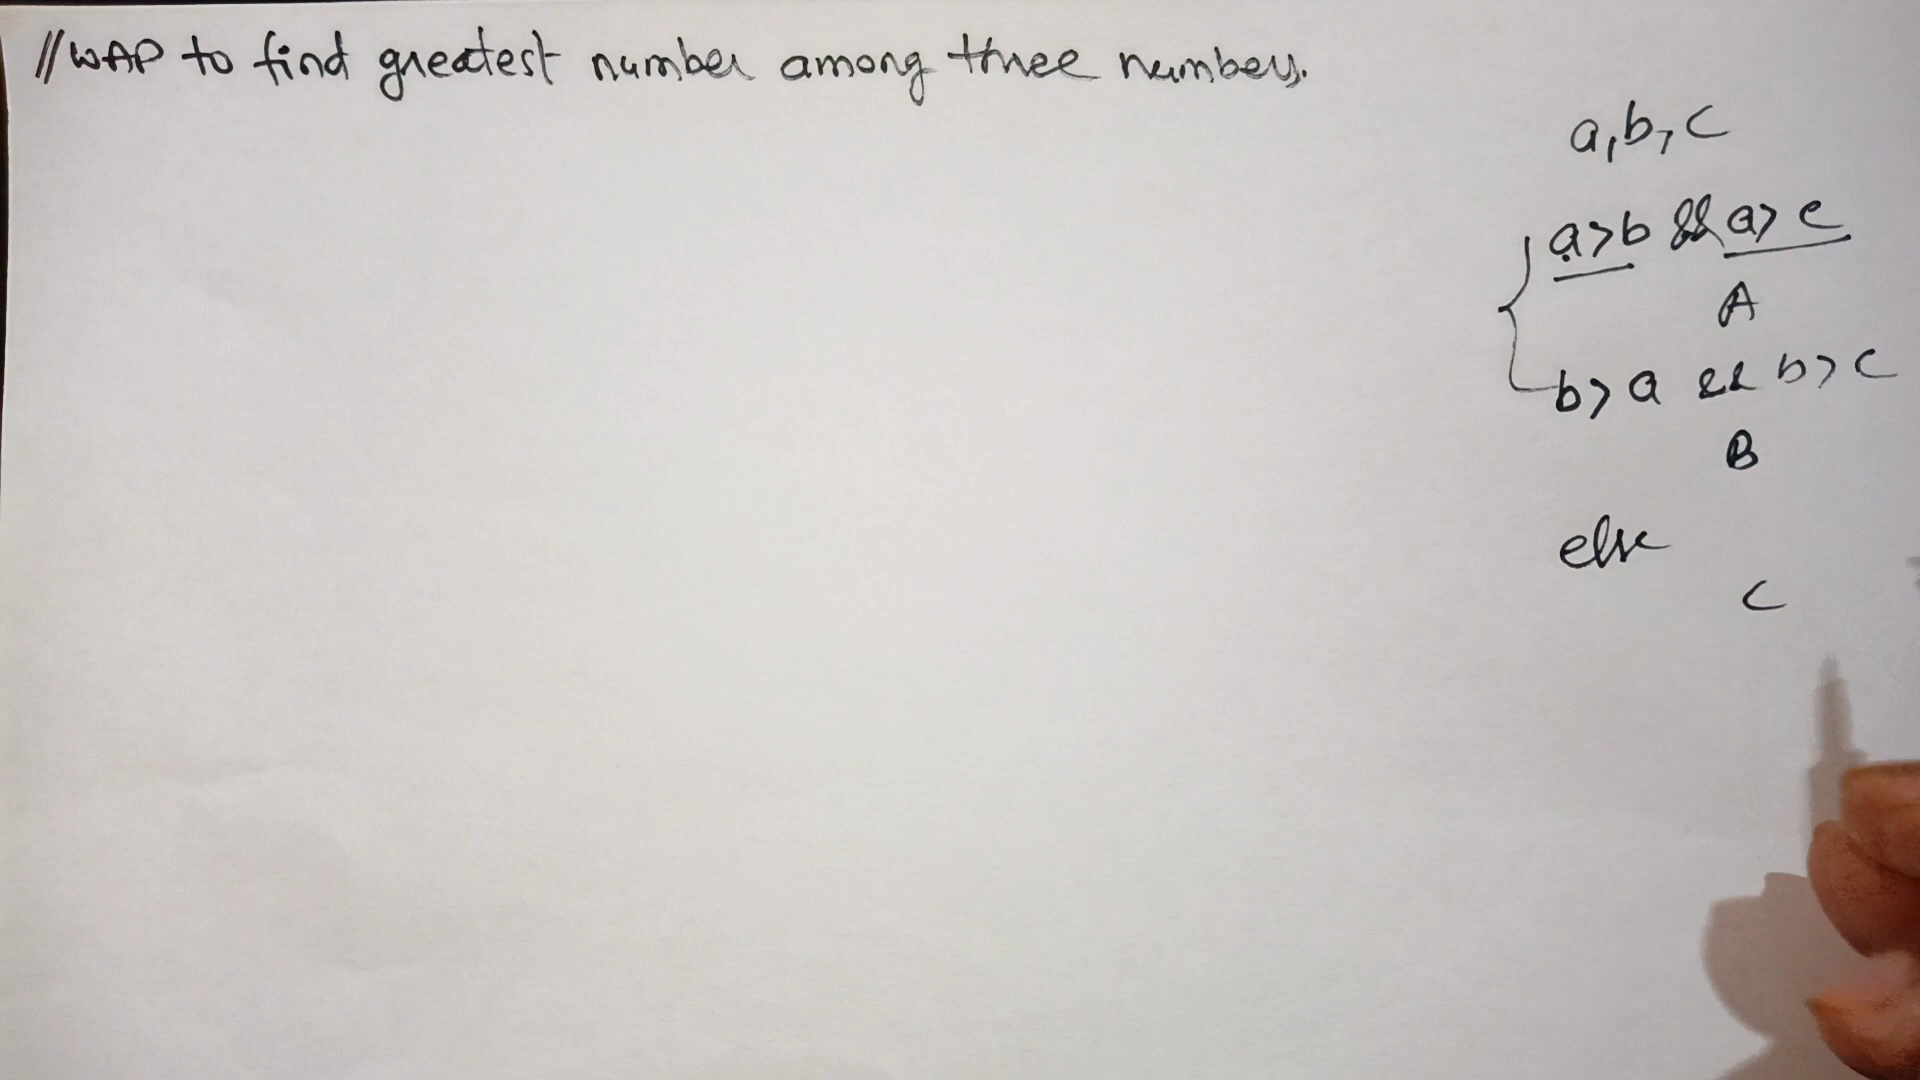 //WAP to find greatest number among three numbers.
a,b,c
a>b && a>c
A
b>a && b>c
B
else
C